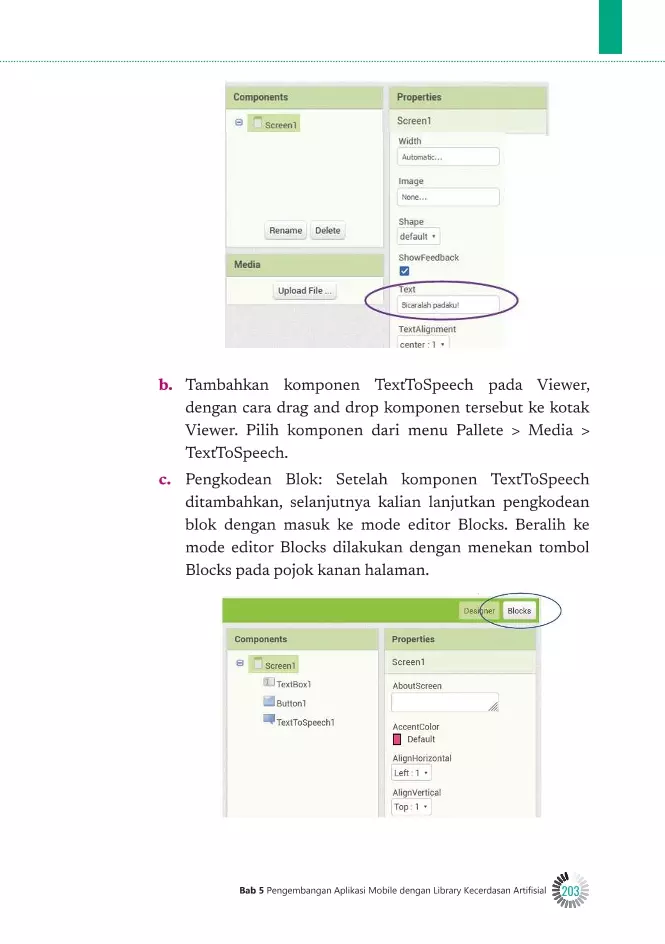 Components
Properties
Screen1
Screen1
Width
Automatic...
Image
None...
Shape
default
Rename
Delete
ShowFeedback
Media
Upload File ...
Text
Bicaralah padaku!
TextAlignment
center : 1
b. Tambahkan komponen TextToSpeech pada Viewer,
dengan cara drag and drop komponen tersebut ke kotak
Viewer. Pilih komponen dari menu Pallete > Media >
TextToSpeech.
c. Pengkodean Blok: Setelah komponen TextToSpeech
ditambahkan, selanjutnya kalian lanjutkan pengkodean
blok dengan masuk ke mode editor Blocks. Beralih ke
mode editor Blocks dilakukan dengan menekan tombol
Blocks pada pojok kanan halaman.
Designer
Blocks
Components
Properties
Screen1
TextBox1
Button1
TextToSpeech1
Screen1
AboutScreen
AccentColor
Default
AlignHorizontal
Left : 1
AlignVertical
Top : 1
Bab 5 Pengembangan Aplikasi Mobile dengan Library Kecerdasan Artifisial
203